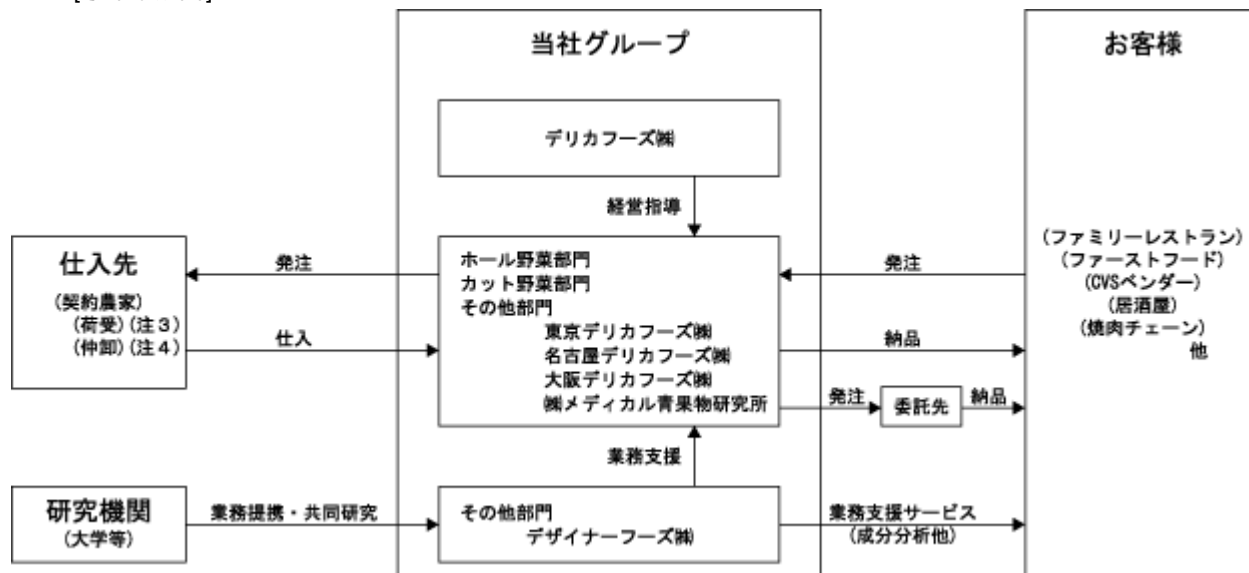 当社グループ
お客様
デリカフーズ㈱
経営指導
仕入先
(契約農家)
(荷受)(注3)
(仲卸)(注4)
発注
仕入
ホール野菜部門
カット野菜部門
その他部門
東京デリカフーズ㈱
名古屋デリカフーズ㈱
大阪デリカフーズ㈱
㈱メディカル青果物研究所
発注
納品
発注
委託先
納品
(ファミリーレストラン)
(ファーストフード)
(CVSベンダー)
(居酒屋)
(焼肉チェーン)
他
業務支援
研究機関
(大学等)
業務提携・共同研究
その他部門
デザイナーフーズ㈱
業務支援サービス
(成分分析他)